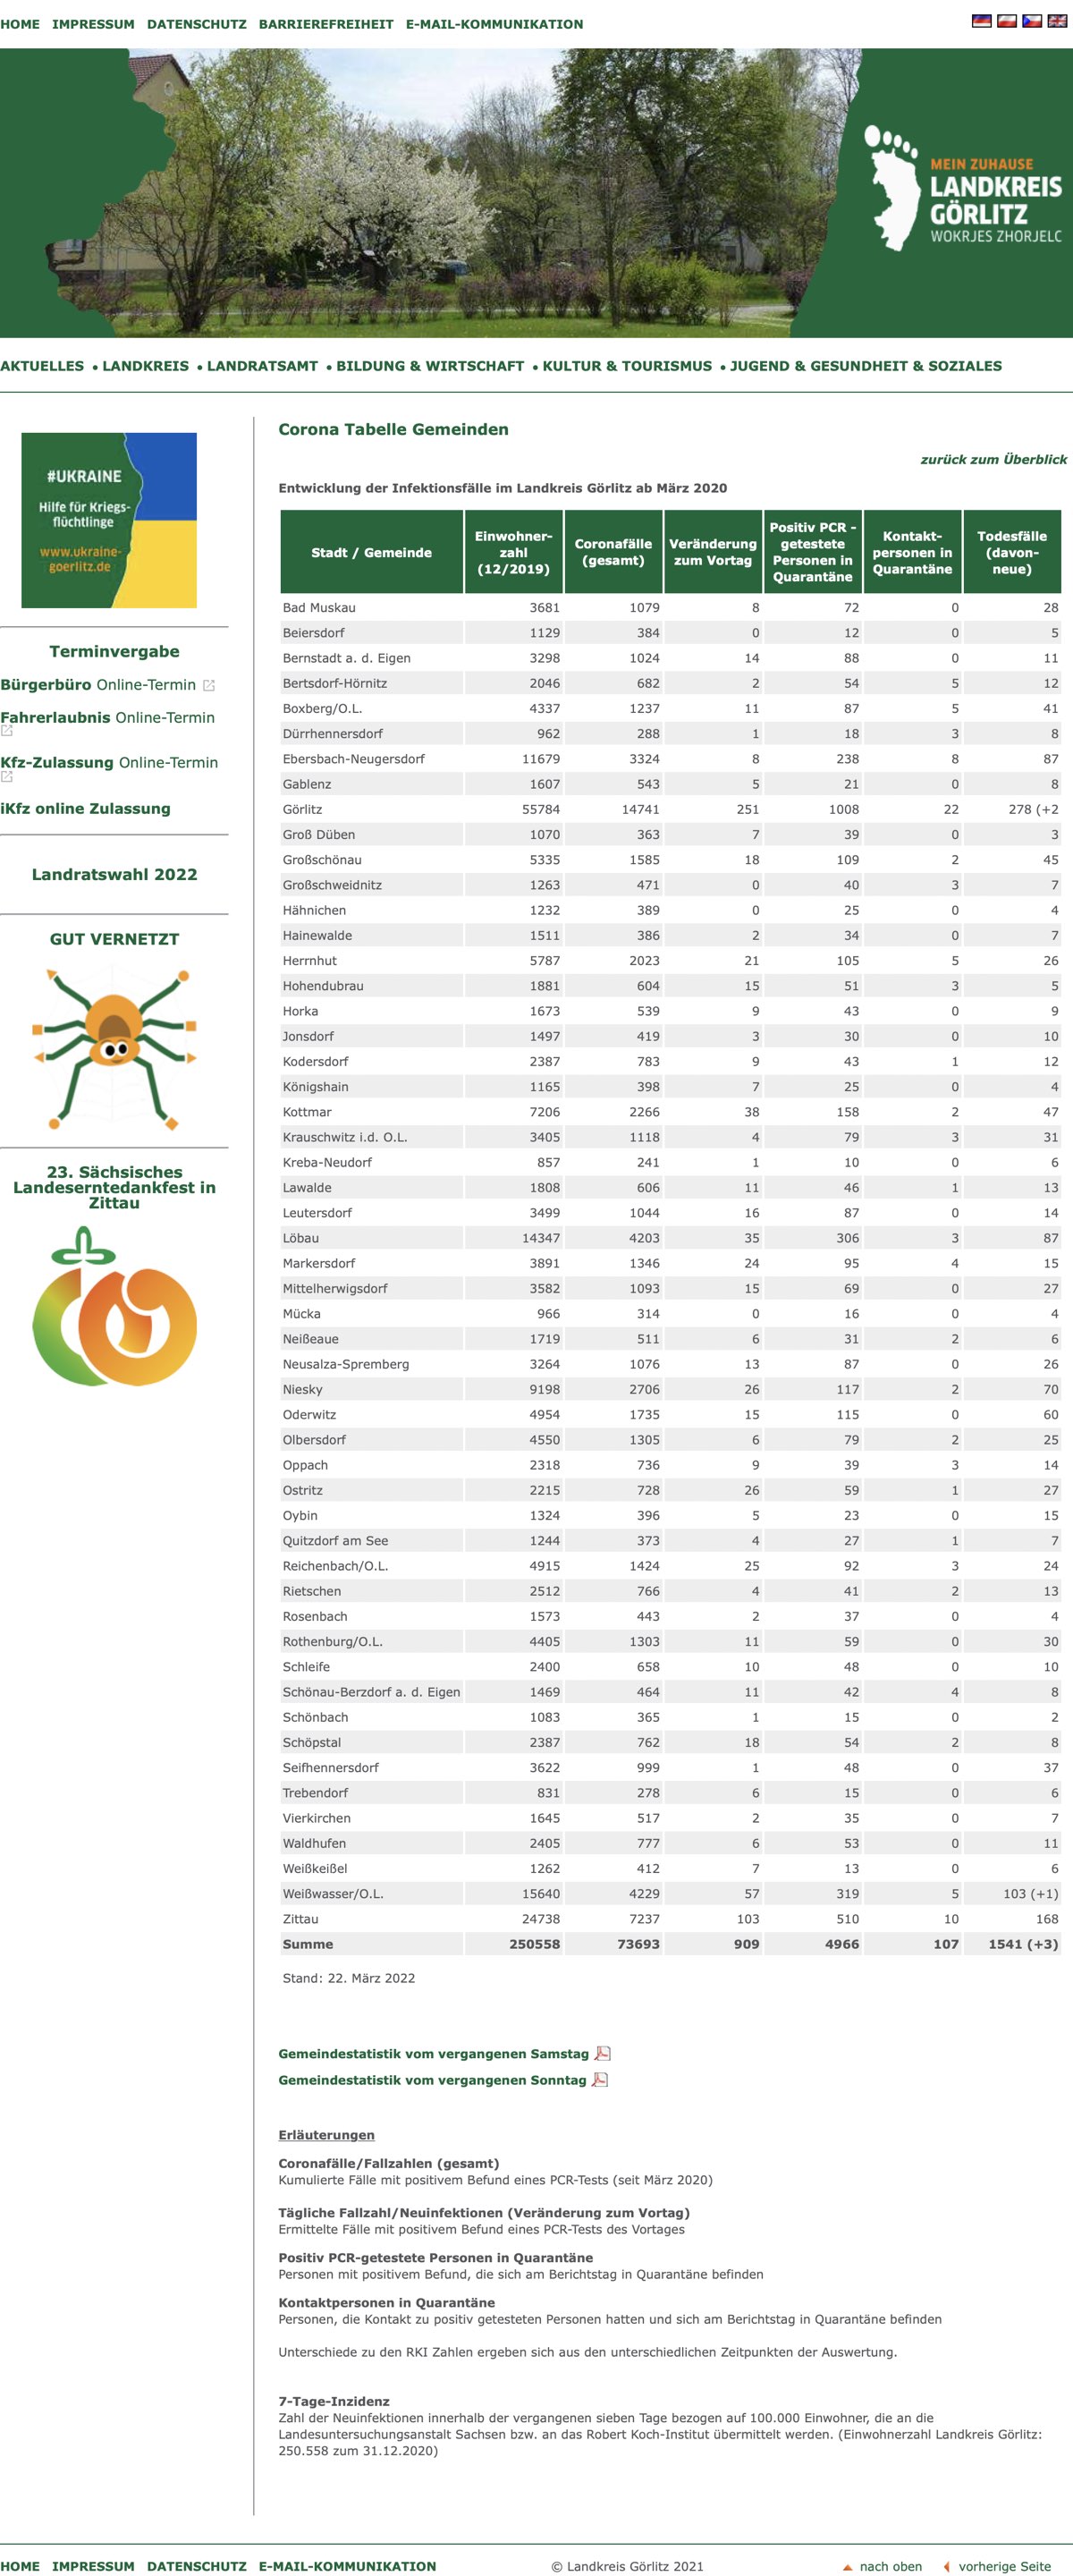 HOME IMPRESSUM DATENSCHUTZ BARRIEREFREIHEIT E-MAIL-KOMMUNIKATION
MEIN ZUHAUSE
LANDKREIS
GÖRLITZ
WOKRJES ZHORJELC
AKTUELLES • LANDKREIS • LANDRATSAMT • BILDUNG & WIRTSCHAFT • KULTUR & TOURISMUS • JUGEND & GESUNDHEIT & SOZIALES
#UKRAINE
Hilfe für Kriegs-
flüchtlinge
www.ukraine-
goerlitz.de
Terminvergabe
Bürgerbüro Online-Termin
Fahrerlaubnis Online-Termin
Kfz-Zulassung Online-Termin
iKfz online Zulassung
Landratswahl 2022
GUT VERNETZT
23. Sächsisches
Landeserntedankfest in
Zittau
Corona Tabelle Gemeinden
zurück zum Überblick
Entwicklung der Infektionsfälle im Landkreis Görlitz ab März 2020
Stadt / Gemeinde Einwohner-zahl (12/2019) Coronafälle (gesamt) Veränderung zum Vortag Positiv PCR - getestete Personen in Quarantäne Kontakt-personen in Quarantäne Todesfälle (davon-neue)
Bad Muskau 3681 1079 8 72 0 28
Beiersdorf 1129 384 0 12 0 5
Bernstadt a. d. Eigen 3298 1024 14 88 0 11
Bertsdorf-Hörnitz 2046 682 2 54 5 12
Boxberg/O.L. 4337 1237 11 87 5 41
Dürrhennersdorf 962 288 1 18 3 8
Ebersbach-Neugersdorf 11679 3324 8 238 8 87
Gablenz 1607 543 5 21 0 8
Görlitz 55784 14741 251 1008 22 278 (+2
Groß Düben 1070 363 7 39 0 3
Großschönau 5335 1585 18 109 2 45
Großschweidnitz 1263 471 0 40 3 7
Hähnichen 1232 389 0 25 0 4
Hainewalde 1511 386 2 34 0 7
Herrnhut 5787 2023 21 105 5 26
Hohendubrau 1881 604 15 51 3 5
Horka 1673 539 9 43 0 9
Jonsdorf 1497 419 3 30 0 10
Kodersdorf 2387 783 9 43 1 12
Königshain 1165 398 7 25 0 4
Kottmar 7206 2266 38 158 2 47
Krauschwitz i.d. O.L. 3405 1118 4 79 3 31
Kreba-Neudorf 857 241 1 10 0 6
Lawalde 1808 606 11 46 1 13
Leutersdorf 3499 1044 16 87 0 14
Löbau 14347 4203 35 306 3 87
Markersdorf 3891 1346 24 95 4 15
Mittelherwigsdorf 3582 1093 15 69 0 27
Mücka 966 314 0 16 0 4
Neißeaue 1719 511 6 31 2 6
Neusalza-Spremberg 3264 1076 13 87 0 26
Niesky 9198 2706 26 117 2 70
Oderwitz 4954 1735 15 115 0 60
Olbersdorf 4550 1305 6 79 2 25
Oppach 2318 736 9 39 3 14
Ostritz 2215 728 26 59 1 27
Oybin 1324 396 5 23 0 15
Quitzdorf am See 1244 373 4 27 1 7
Reichenbach/O.L. 4915 1424 25 92 3 24
Rietschen 2512 766 4 41 2 13
Rosenbach 1573 443 2 37 0 4
Rothenburg/O.L. 4405 1303 11 59 0 30
Schleife 2400 658 10 48 0 10
Schönau-Berzdorf a. d. Eigen 1469 464 11 42 4 8
Schönbach 1083 365 1 15 0 2
Schöpstal 2387 762 18 54 2 8
Seifhennersdorf 3622 999 1 48 0 37
Trebendorf 831 278 6 15 0 6
Vierkirchen 1645 517 2 35 0 7
Waldhufen 2405 777 6 53 0 11
Weißkeißel 1262 412 7 13 0 6
Weißwasser/O.L. 15640 4229 57 319 5 103 (+1)
Zittau 24738 7237 103 510 10 168
Summe 250558 73693 909 4966 107 1541 (+3)
Stand: 22. März 2022
Gemeindestatistik vom vergangenen Samstag
Gemeindestatistik vom vergangenen Sonntag
Erläuterungen
Coronafälle/Fallzahlen (gesamt)
Kumulierte Fälle mit positivem Befund eines PCR-Tests (seit März 2020)
Tägliche Fallzahl/Neuinfektionen (Veränderung zum Vortag)
Ermittelte Fälle mit positivem Befund eines PCR-Tests des Vortages
Positiv PCR-getestete Personen in Quarantäne
Personen mit positivem Befund, die sich am Berichtstag in Quarantäne befinden
Kontaktpersonen in Quarantäne
Personen, die Kontakt zu positiv getesteten Personen hatten und sich am Berichtstag in Quarantäne befinden
Unterschiede zu den RKI Zahlen ergeben sich aus den unterschiedlichen Zeitpunkten der Auswertung.
7-Tage-Inzidenz
Zahl der Neuinfektionen innerhalb der vergangenen sieben Tage bezogen auf 100.000 Einwohner, die an die
Landesuntersuchungsanstalt Sachsen bzw. an das Robert Koch-Institut übermittelt werden. (Einwohnerzahl Landkreis Görlitz:
250.558 zum 31.12.2020)
HOME IMPRESSUM DATENSCHUTZ E-MAIL-KOMMUNIKATION © Landkreis Görlitz 2021 nach oben vorherige Seite